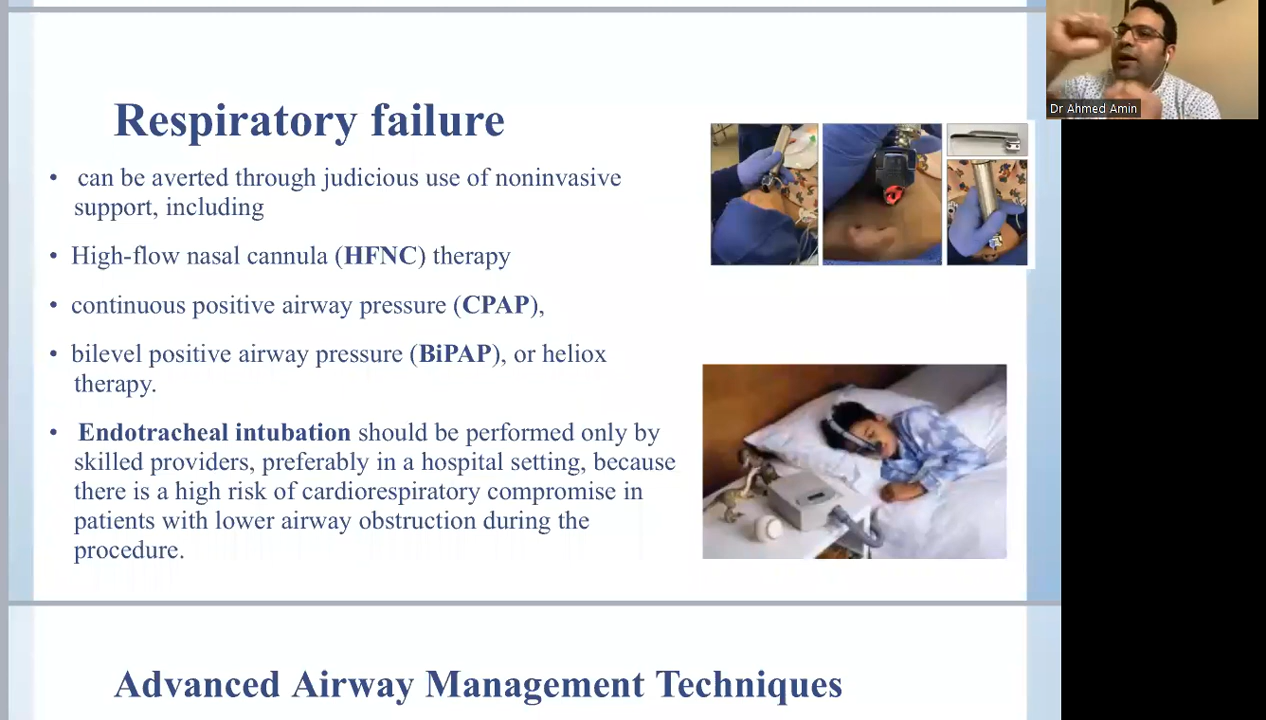 Respiratory failure
• can be averted through judicious use of noninvasive
support, including
• High-flow nasal cannula (HFNC) therapy
• continuous positive airway pressure (CPAP),
• bilevel positive airway pressure (BiPAP), or heliox
therapy.
• Endotracheal intubation should be performed only by
skilled providers, preferably in a hospital setting, because
there is a high risk of cardiorespiratory compromise in
patients with lower airway obstruction during the
procedure.
Advanced Airway Management Techniques
Dr Ahmed Amin